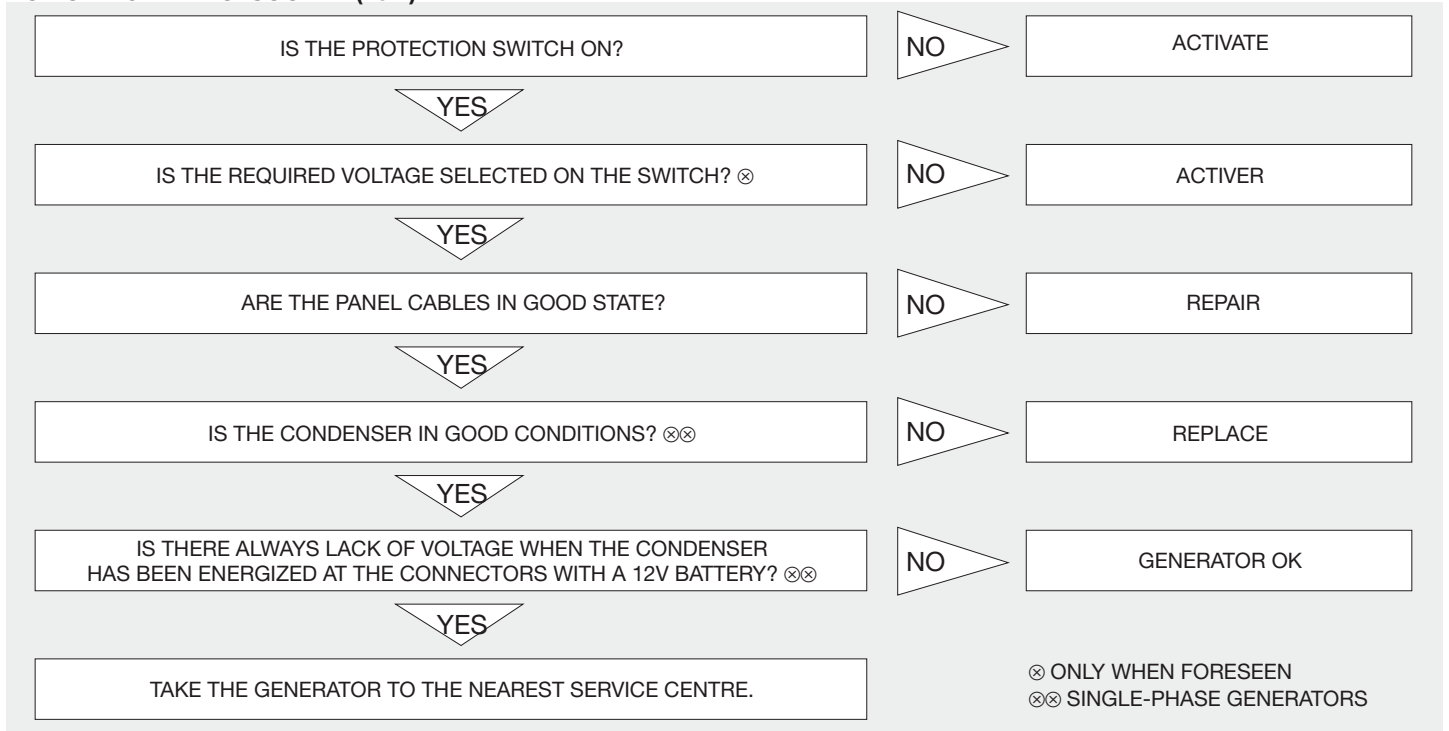 IS THE PROTECTION SWITCH ON?
NO
ACTIVATE
YES
IS THE REQUIRED VOLTAGE SELECTED ON THE SWITCH? ⊗
NO
ACTIVER
YES
ARE THE PANEL CABLES IN GOOD STATE?
NO
REPAIR
YES
IS THE CONDENSER IN GOOD CONDITIONS? ⊗⊗
NO
REPLACE
YES
IS THERE ALWAYS LACK OF VOLTAGE WHEN THE CONDENSER
HAS BEEN ENERGIZED AT THE CONNECTORS WITH A 12V BATTERY? ⊗⊗
NO
GENERATOR OK
YES
TAKE THE GENERATOR TO THE NEAREST SERVICE CENTRE.
⊗ ONLY WHEN FORESEEN
⊗⊗ SINGLE-PHASE GENERATORS